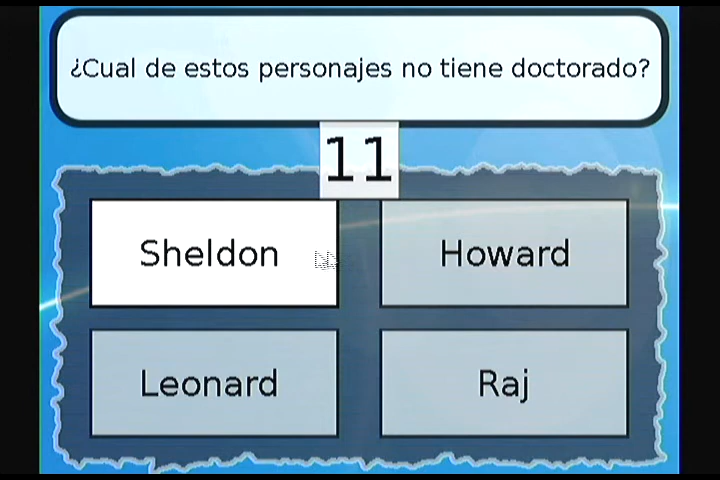 ¿Cual de estos personajes no tiene doctorado?
11
Sheldon
Howard
Leonard
Raj